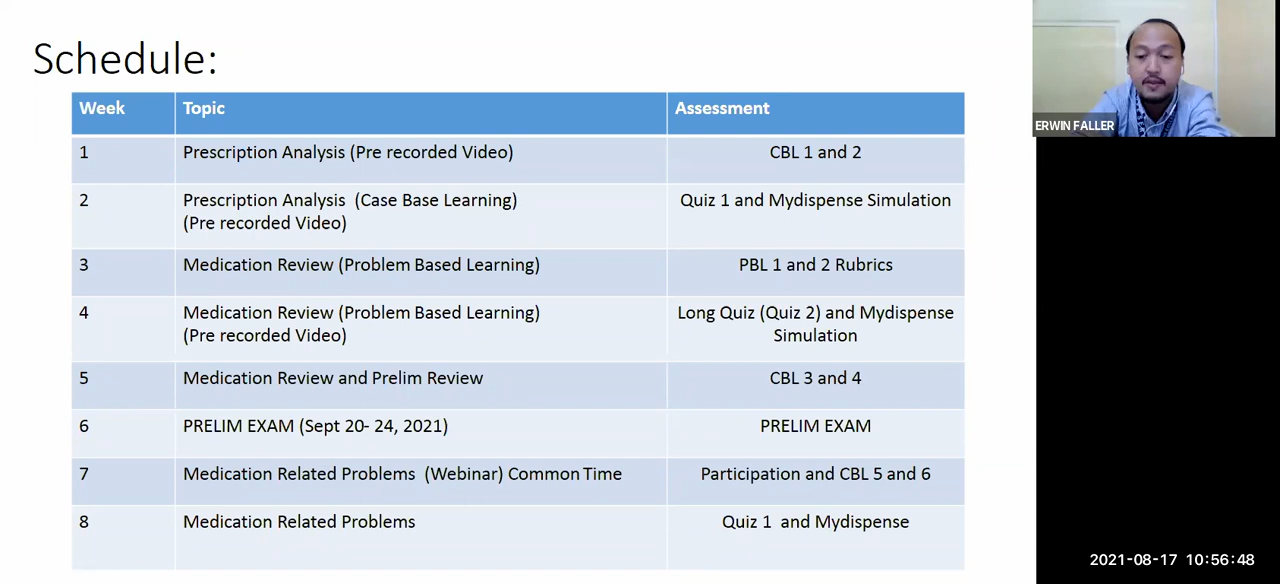 Schedule:
Week Topic Assessment
1 Prescription Analysis (Pre recorded Video) CBL 1 and 2
2 Prescription Analysis (Case Base Learning) Quiz 1 and Mydispense Simulation
(Pre recorded Video)
3 Medication Review (Problem Based Learning) PBL 1 and 2 Rubrics
4 Medication Review (Problem Based Learning) Long Quiz (Quiz 2) and Mydispense
(Pre recorded Video) Simulation
5 Medication Review and Prelim Review CBL 3 and 4
6 PRELIM EXAM (Sept 20- 24, 2021) PRELIM EXAM
7 Medication Related Problems (Webinar) Common Time Participation and CBL 5 and 6
8 Medication Related Problems Quiz 1 and Mydispense
ERWIN FALLER
2021-08-17 10:56:48